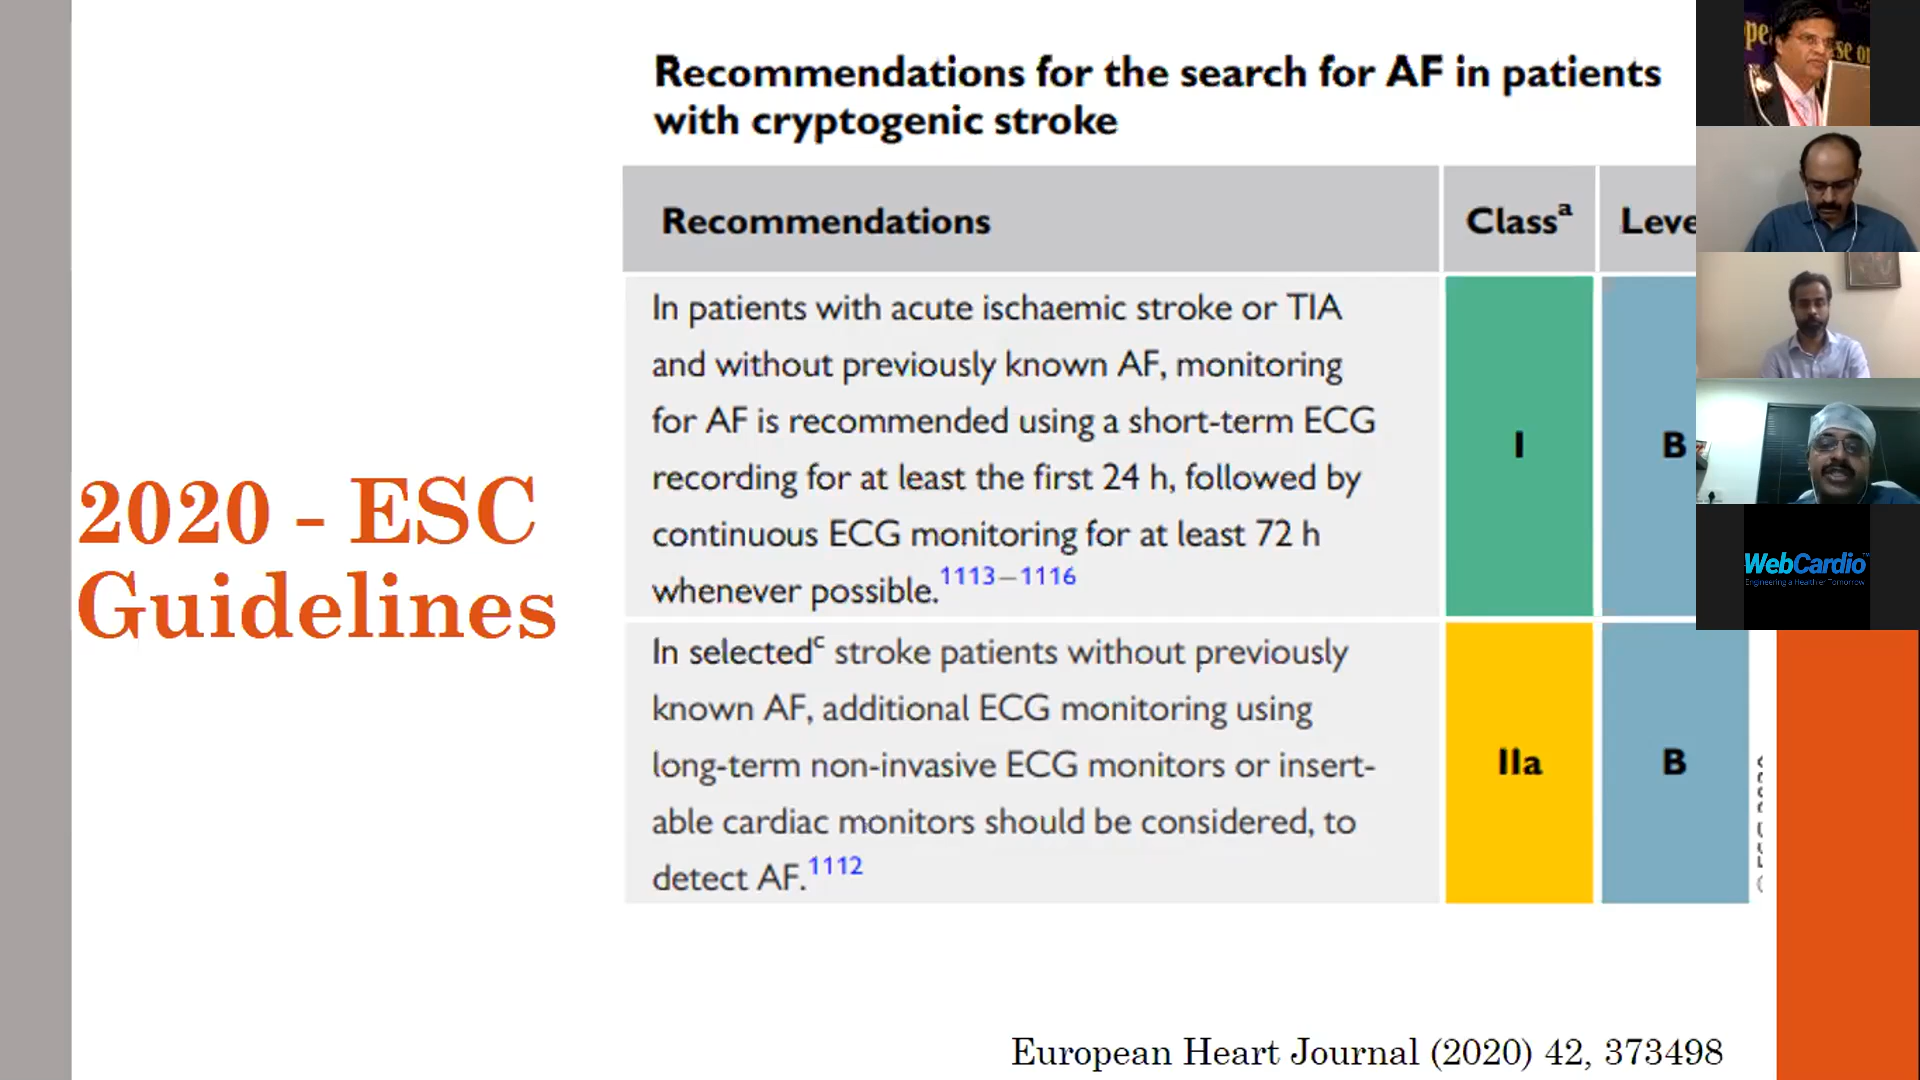 2020 - ESC
Guidelines
Recommendations for the search for AF in patients
with cryptogenic stroke
Recommendations
Classᵃ
Leve
In patients with acute ischaemic stroke or TIA
and without previously known AF, monitoring
for AF is recommended using a short-term ECG
recording for at least the first 24 h, followed by
continuous ECG monitoring for at least 72 h
whenever possible.¹¹¹³⁻¹¹¹⁶
I
B
In selectedᶜ stroke patients without previously
known AF, additional ECG monitoring using
long-term non-invasive ECG monitors or insert-
able cardiac monitors should be considered, to
detect AF.¹¹¹²
IIa
B
European Heart Journal (2020) 42, 373498
WebCardio™
Engineering a Healthier Tomorrow